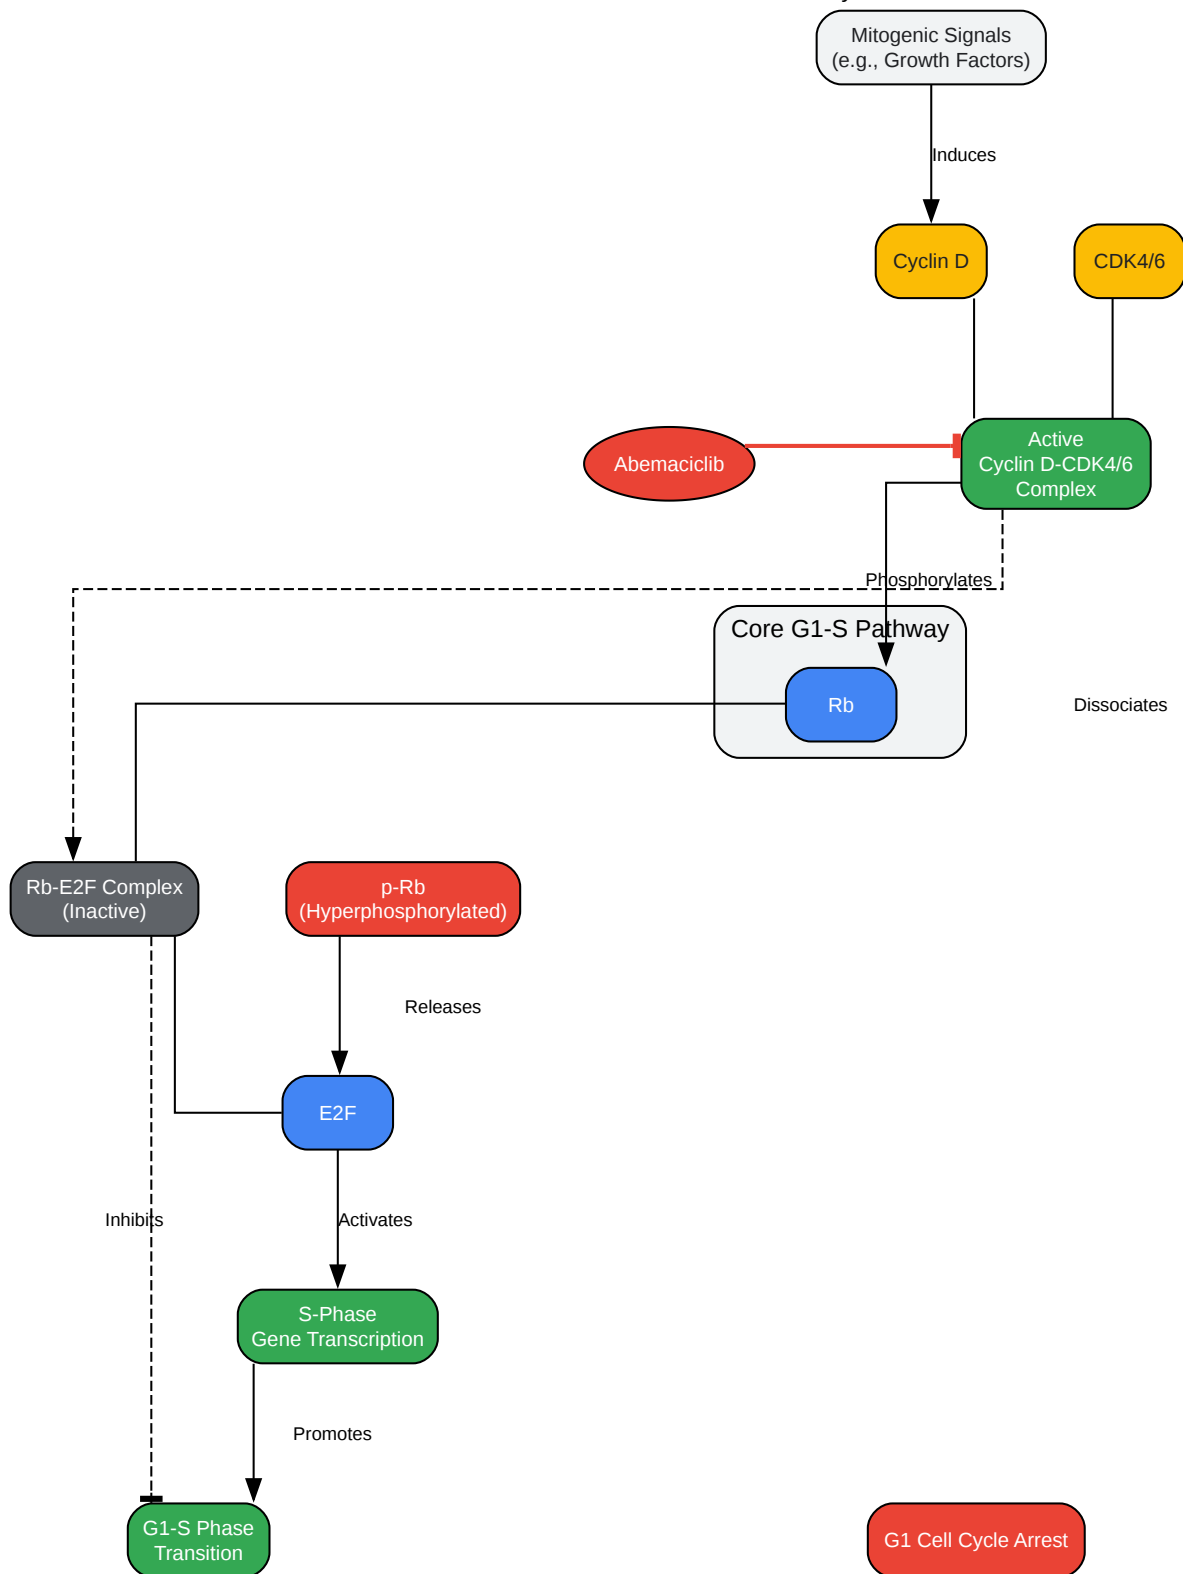 Mitogenic Signals
(e.g., Growth Factors)
Induces
Cyclin D
CDK4/6
Abemaciclib
Active
Cyclin D-CDK4/6
Complex
Phosphorylates
Core G1-S Pathway
Rb
Dissociates
Rb-E2F Complex
(Inactive)
p-Rb
(Hyperphosphorylated)
Releases
E2F
Inhibits
Activates
S-Phase
Gene Transcription
Promotes
G1-S Phase
Transition
G1 Cell Cycle Arrest